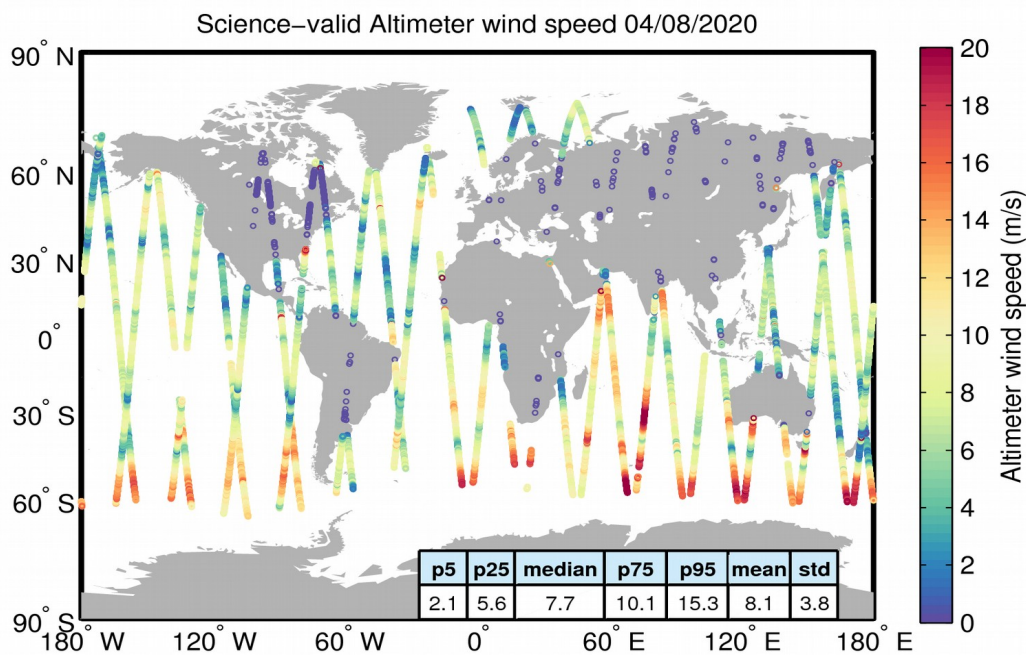 Science−valid Altimeter wind speed 04/08/2020
90° N
60° N
30° N
0°
30° S
60° S
90° S
180° W
120° W
60° W
0°
60° E
120° E
180° E
p5 p25 median p75 p95 mean std
2.1 5.6 7.7 10.1 15.3 8.1 3.8
20
18
16
14
12
10
8
6
4
2
0
Altimeter wind speed (m/s)